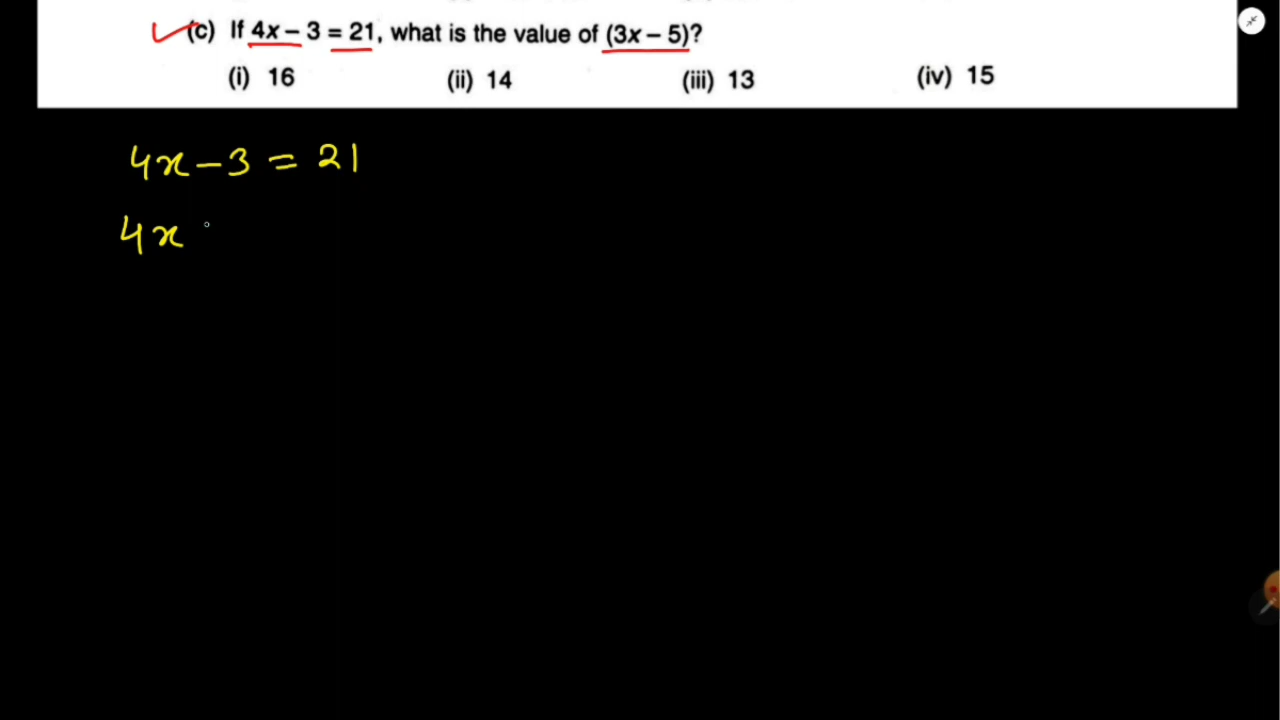 (c) If 4x – 3 = 21, what is the value of (3x – 5)?
(i) 16 (ii) 14 (iii) 13 (iv) 15
4x – 3 = 21
4x